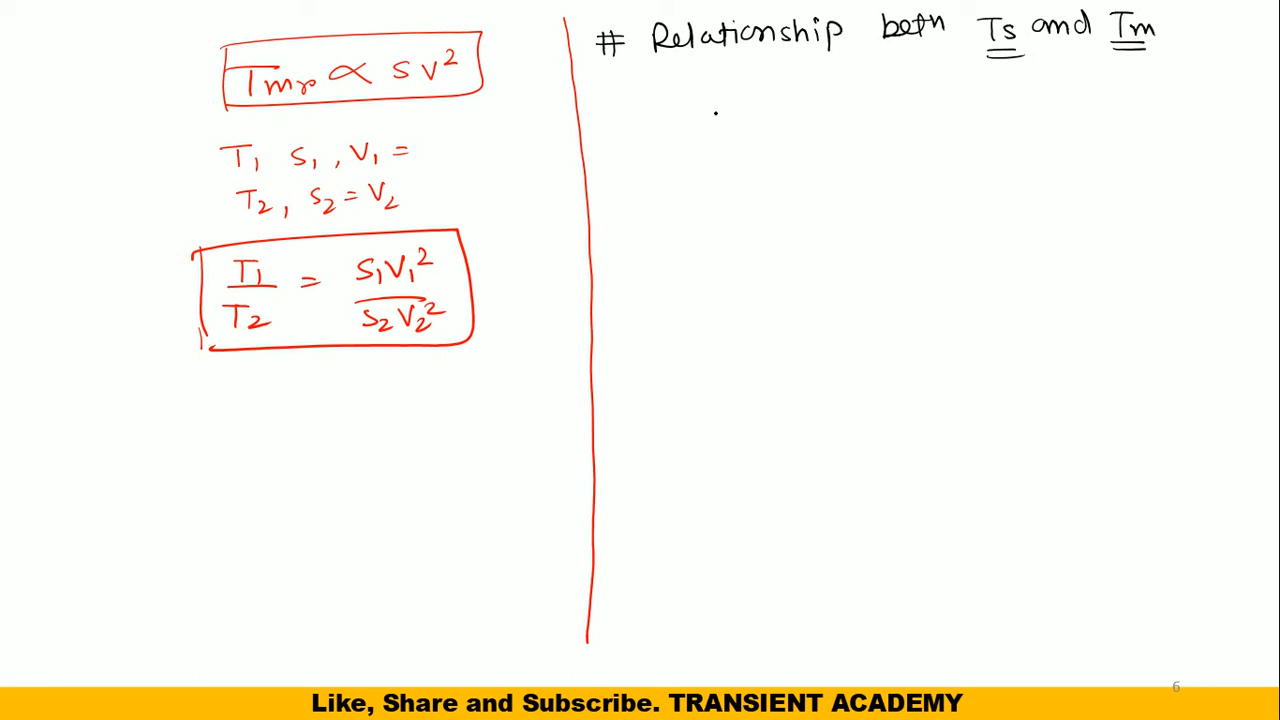 Tmr ∝ SV²
T₁ S₁ , V₁ =
T₂ , S₂ = V₂
T₁/T₂ = S₁V₁²/S₂V₂²
# Relationship betn Ts and Tm
6
Like, Share and Subscribe. TRANSIENT ACADEMY